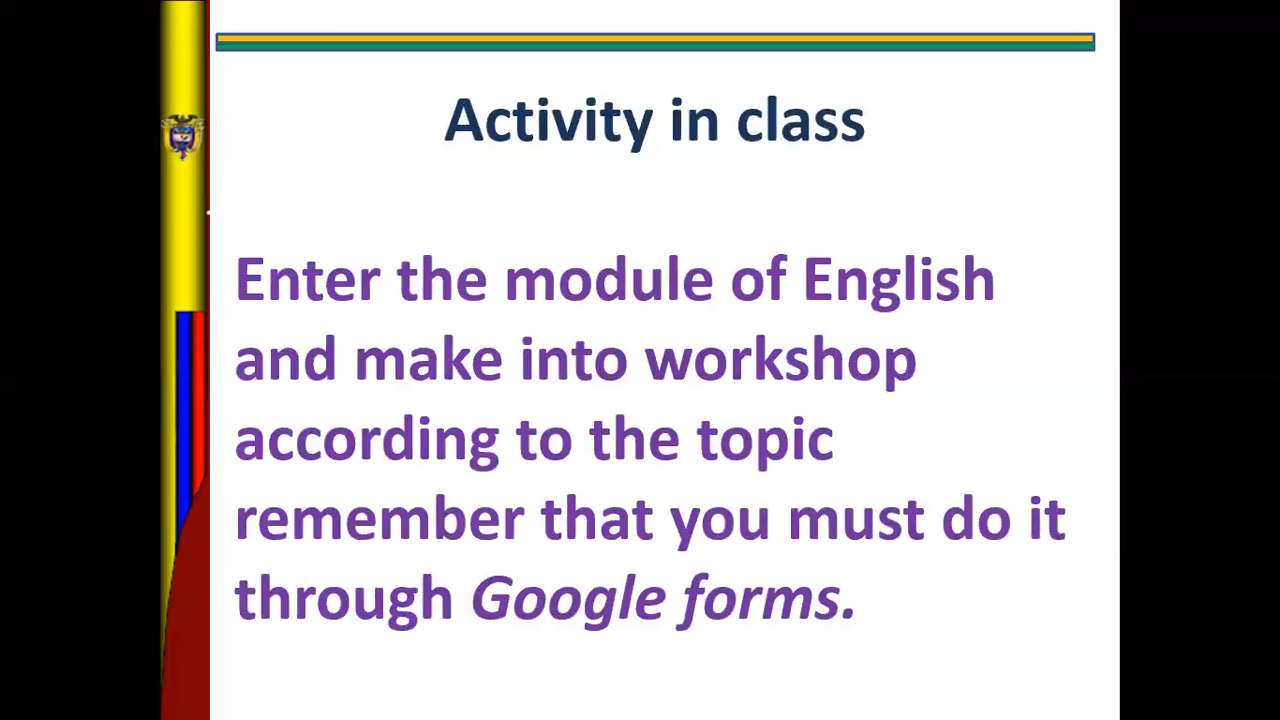 Activity in class
Enter the module of English
and make into workshop
according to the topic
remember that you must do it
through Google forms.